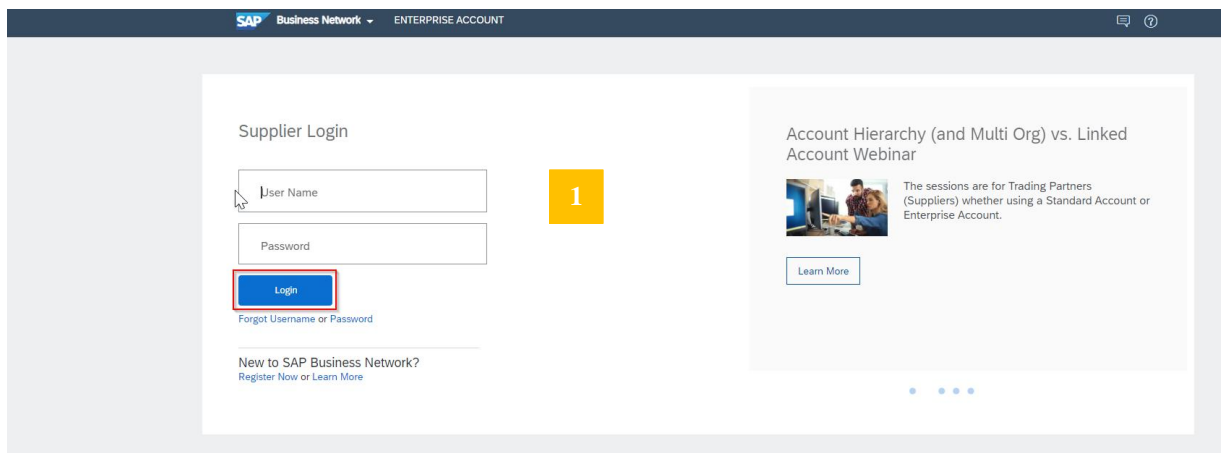 SAP Business Network ENTERPRISE ACCOUNT
Supplier Login
User Name
1
Password
Login
Forgot Username or Password
New to SAP Business Network?
Register Now or Learn More
Account Hierarchy (and Multi Org) vs. Linked
Account Webinar
The sessions are for Trading Partners
(Suppliers) whether using a Standard Account or
Enterprise Account.
Learn More